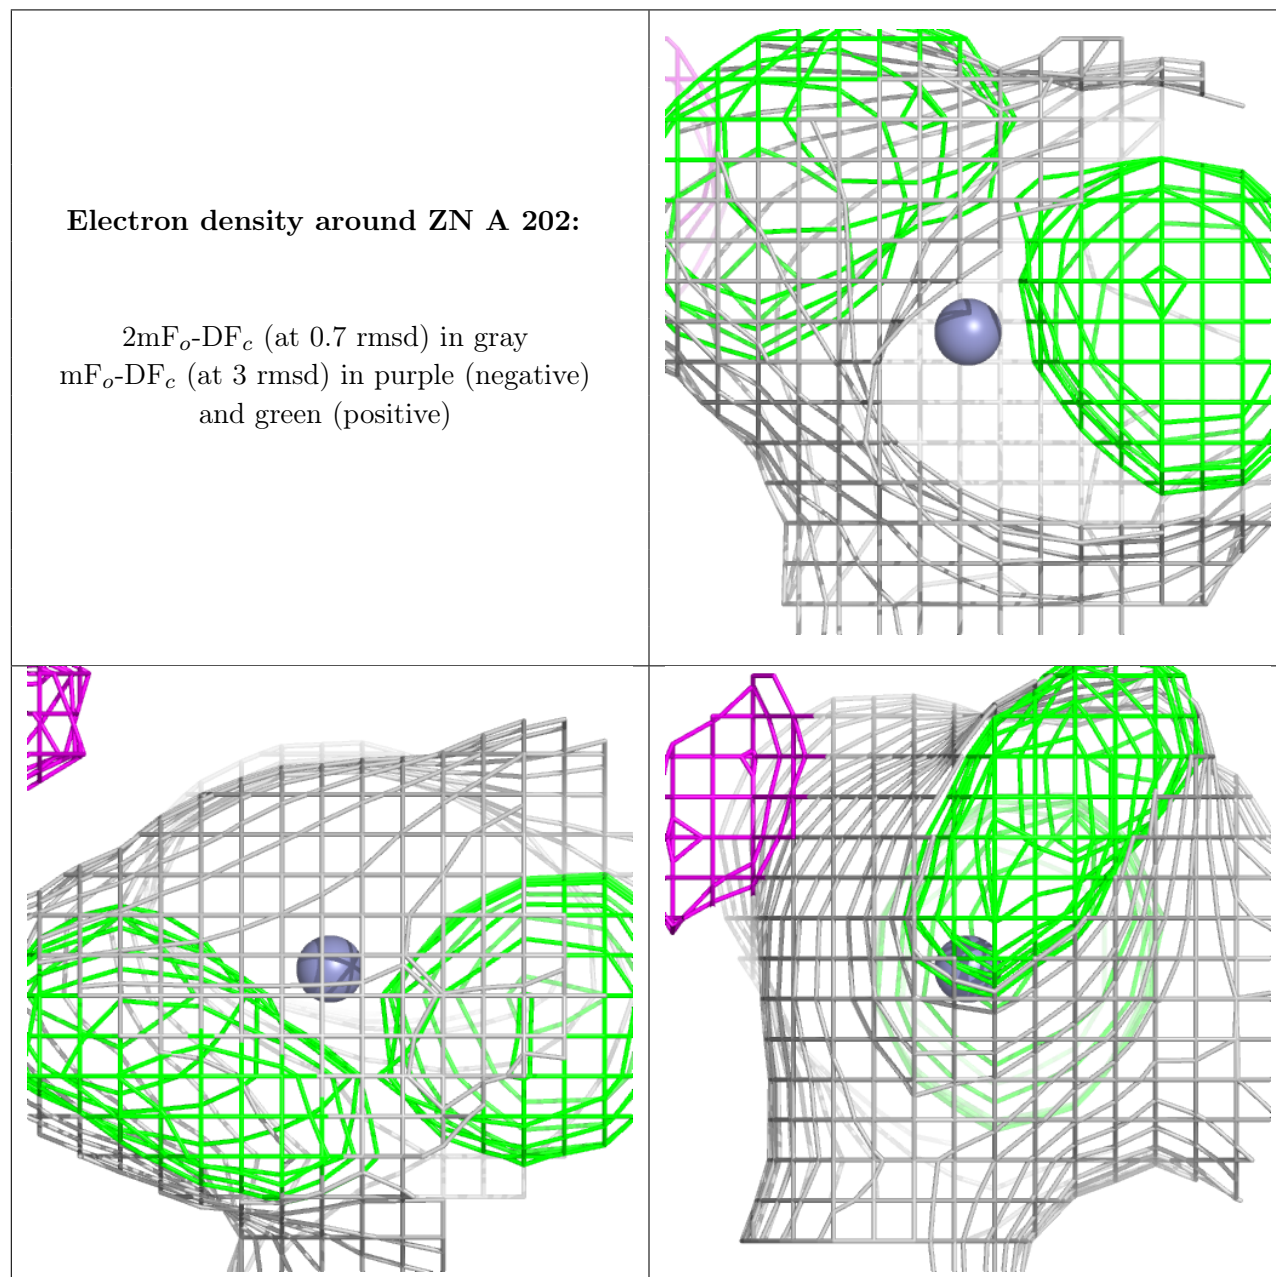 Electron density around ZN A 202:
2mFo-DFc (at 0.7 rmsd) in gray
mFo-DFc (at 3 rmsd) in purple (negative)
and green (positive)